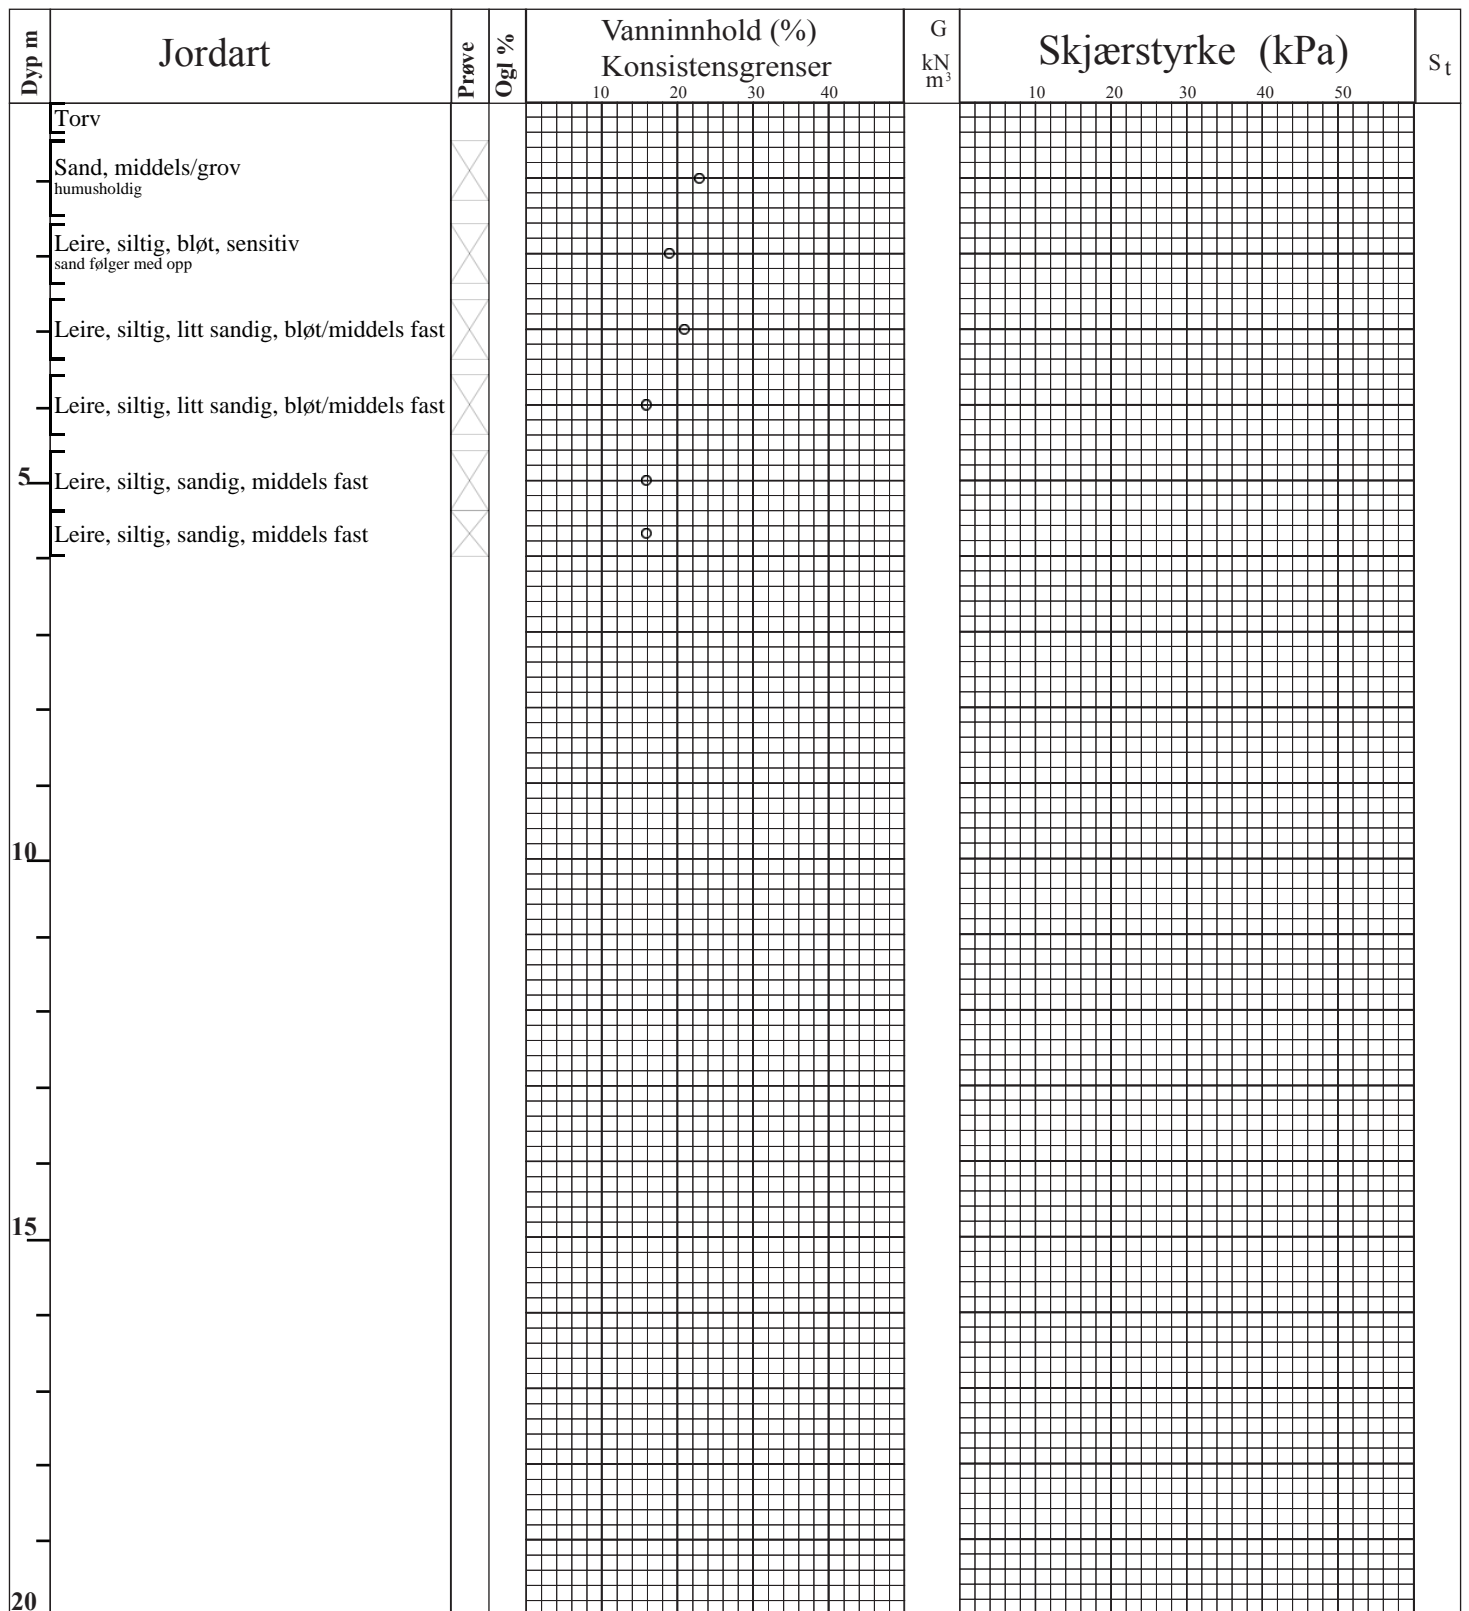 Dyp m
Jordart
Prøve
Ogl %
Vanninnhold (%)
Konsistensgrenser
10 20 30 40
G
kN
m³
Skjærstyrke (kPa)
10 20 30 40 50
St
Torv
Sand, middels/grov
humusholdig
Leire, siltig, bløt, sensitiv
sand følger med opp
Leire, siltig, litt sandig, bløt/middels fast
Leire, siltig, litt sandig, bløt/middels fast
5
Leire, siltig, sandig, middels fast
Leire, siltig, sandig, middels fast
10
15
20